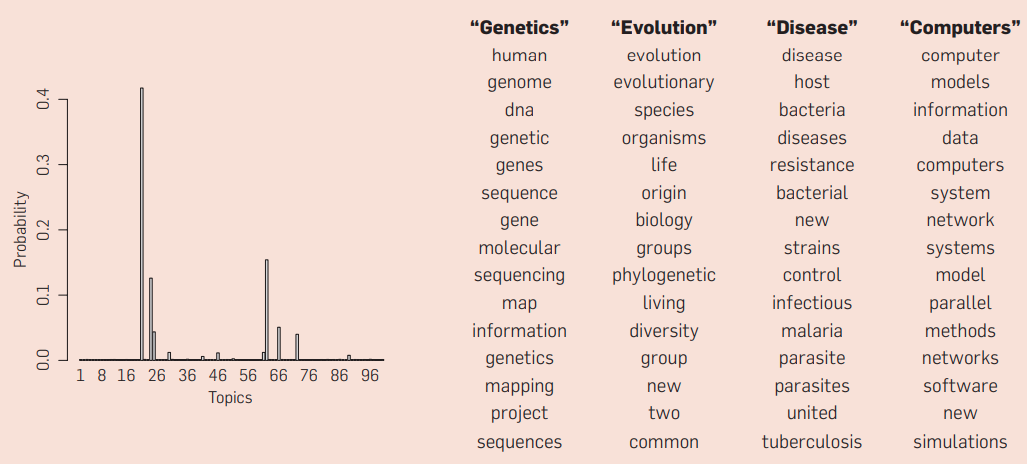 “Genetics” “Evolution” “Disease” “Computers”
human evolution disease computer
genome evolutionary host models
dna species bacteria information
genetic organisms diseases data
genes life resistance computers
sequence origin bacterial system
gene biology new network
molecular groups strains systems
sequencing phylogenetic control model
map living infectious parallel
information diversity malaria methods
genetics group parasite networks
mapping new parasites software
project two united new
sequences common tuberculosis simulations
Probability
0.4
0.3
0.2
0.1
0.0
1 8 16 26 36 46 56 66 76 86 96
Topics